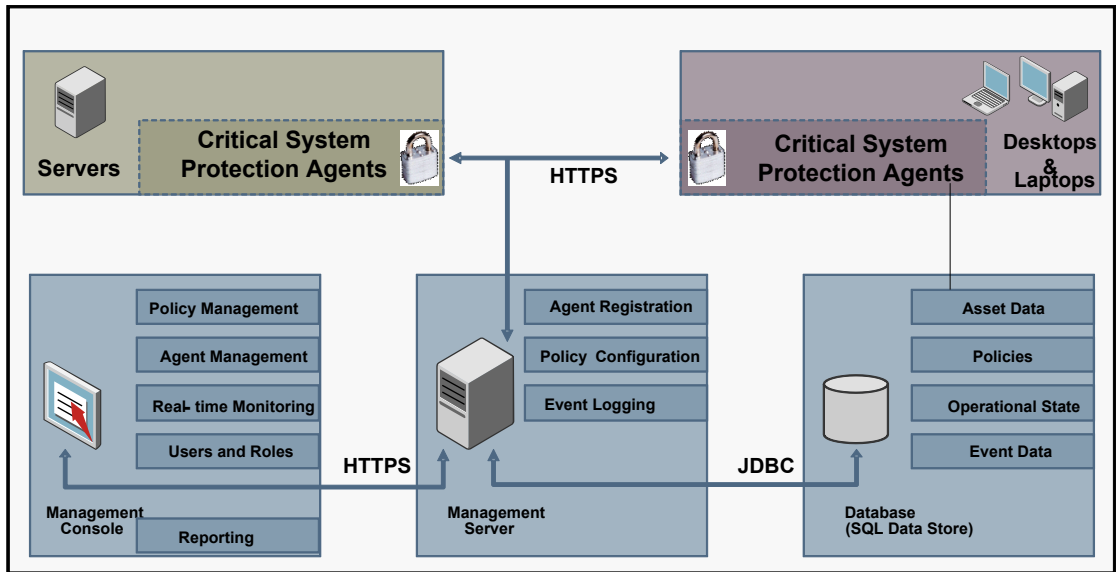 Servers
Critical System
Protection Agents
HTTPS
Critical System
Protection Agents
Desktops
&
Laptops
Policy Management
Agent Management
Real- time Monitoring
Users and Roles
Management
Console
Reporting
HTTPS
Agent Registration
Policy Configuration
Event Logging
Management
Server
JDBC
Asset Data
Policies
Operational State
Event Data
Database
(SQL Data Store)